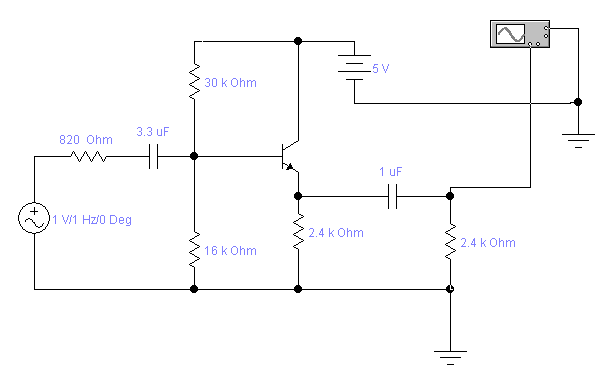 5 V
30 k Ohm
3.3 uF
820  Ohm
1 uF
1 V/1 Hz/0 Deg
2.4 k Ohm
2.4 k Ohm
16 k Ohm